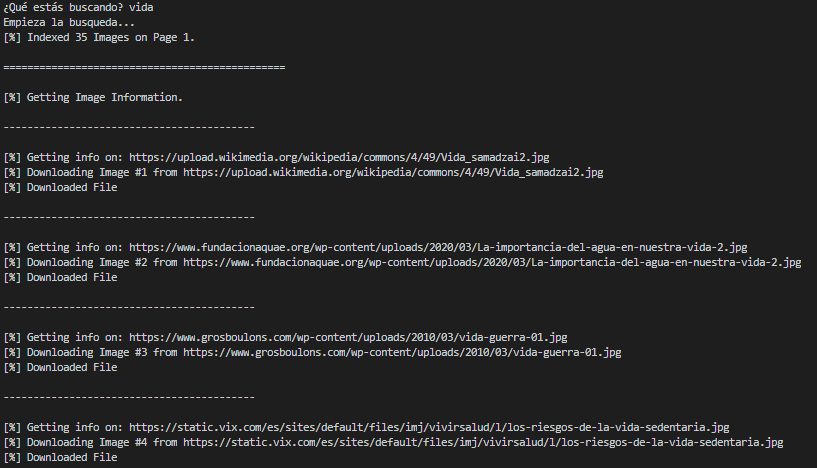 ¿Qué estás buscando? vida
Empieza la busqueda...
[%] Indexed 35 Images on Page 1.
===============================================
[%] Getting Image Information.
------------------------------------------
[%] Getting info on: https://upload.wikimedia.org/wikipedia/commons/4/49/Vida_samadzai2.jpg
[%] Downloading Image #1 from https://upload.wikimedia.org/wikipedia/commons/4/49/Vida_samadzai2.jpg
[%] Downloaded File
------------------------------------------
[%] Getting info on: https://www.fundacionaquae.org/wp-content/uploads/2020/03/La-importancia-del-agua-en-nuestra-vida-2.jpg
[%] Downloading Image #2 from https://www.fundacionaquae.org/wp-content/uploads/2020/03/La-importancia-del-agua-en-nuestra-vida-2.jpg
[%] Downloaded File
------------------------------------------
[%] Getting info on: https://www.grosboulons.com/wp-content/uploads/2010/03/vida-guerra-01.jpg
[%] Downloading Image #3 from https://www.grosboulons.com/wp-content/uploads/2010/03/vida-guerra-01.jpg
[%] Downloaded File
------------------------------------------
[%] Getting info on: https://static.vix.com/es/sites/default/files/imj/vivirsalud/l/los-riesgos-de-la-vida-sedentaria.jpg
[%] Downloading Image #4 from https://static.vix.com/es/sites/default/files/imj/vivirsalud/l/los-riesgos-de-la-vida-sedentaria.jpg
[%] Downloaded File